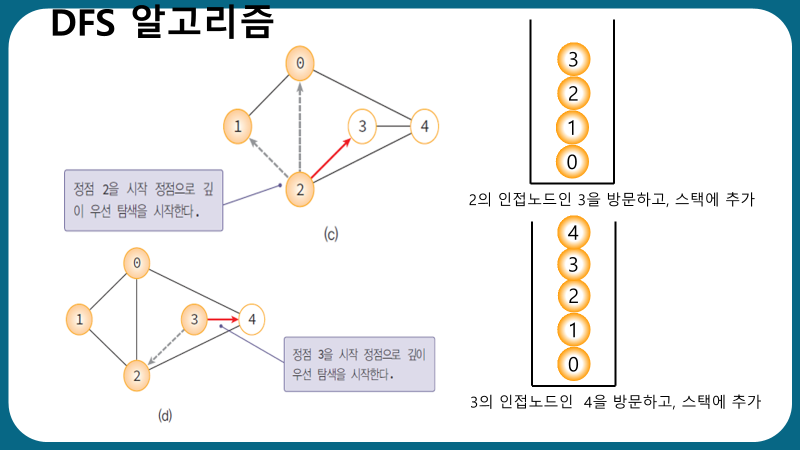 DFS 알고리즘
0
1
3
4
2
정점 2을 시작 정점으로 깊
이 우선 탐색을 시작한다.
(c)
3
2
1
0
2의 인접노드인 3을 방문하고, 스택에 추가
0
1
3
4
2
정점 3을 시작 정점으로 깊이
우선 탐색을 시작한다.
(d)
4
3
2
1
0
3의 인접노드인 4을 방문하고, 스택에 추가